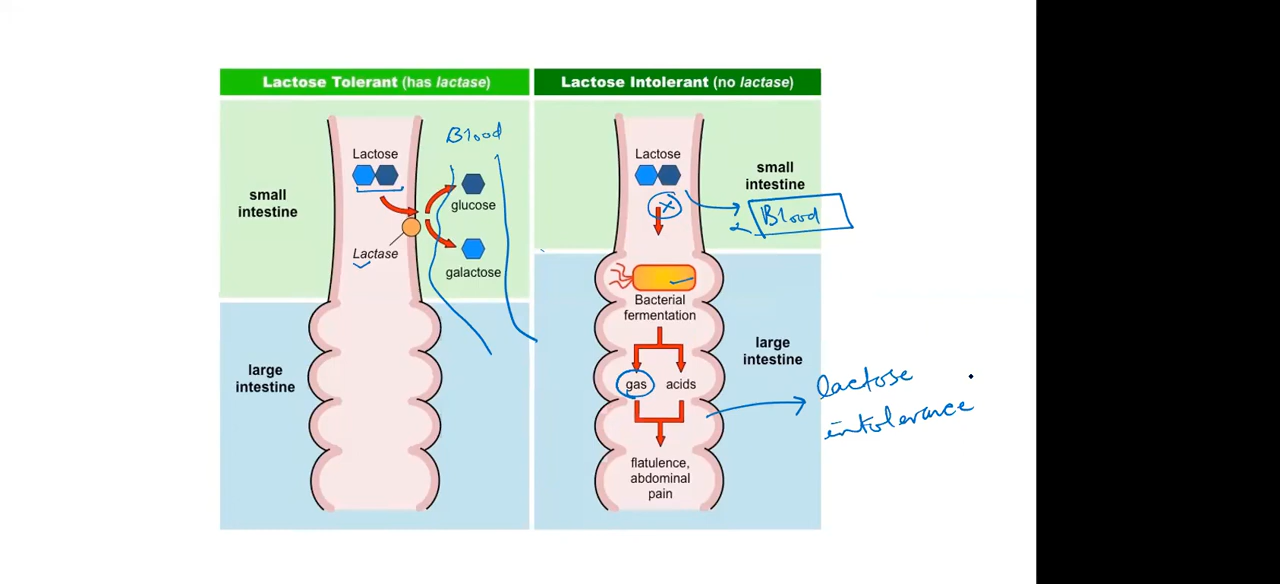 Lactose Tolerant (has lactase)
Blood
Lactose
glucose
small
intestine
Lactase
galactose
large
intestine
Lactose Intolerant (no lactase)
Lactose
small
intestine
Blood
Bacterial
fermentation
large
intestine
gas acids
lactose
intolerance
flatulence,
abdominal
pain